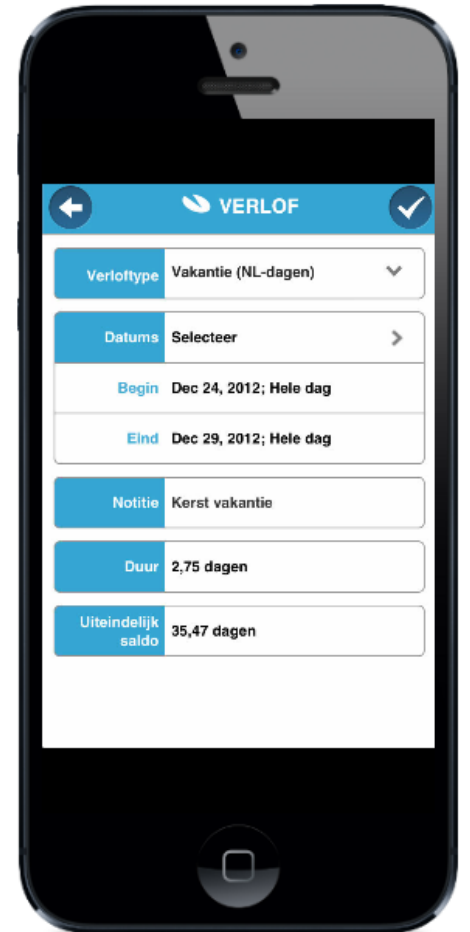 VERLOF
Verloftype Vakantie (NL-dagen)
Datums Selecteer
Begin Dec 24, 2012; Hele dag
Eind Dec 29, 2012; Hele dag
Notitie Kerst vakantie
Duur 2,75 dagen
Uiteindelijk
saldo 35,47 dagen